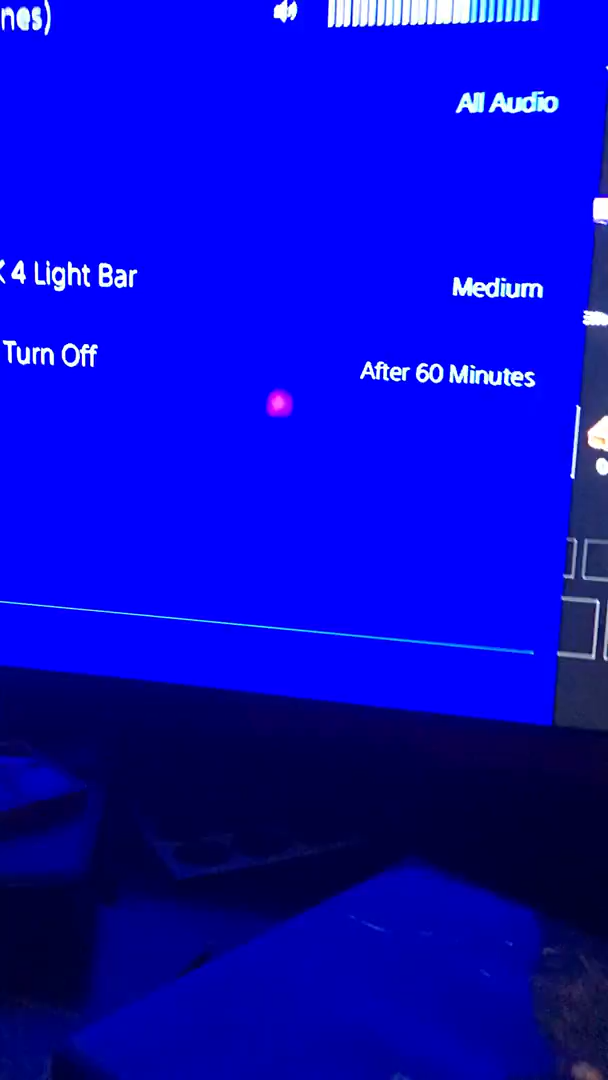 nes)
All Audio
K 4 Light Bar
Medium
Turn Off
After 60 Minutes